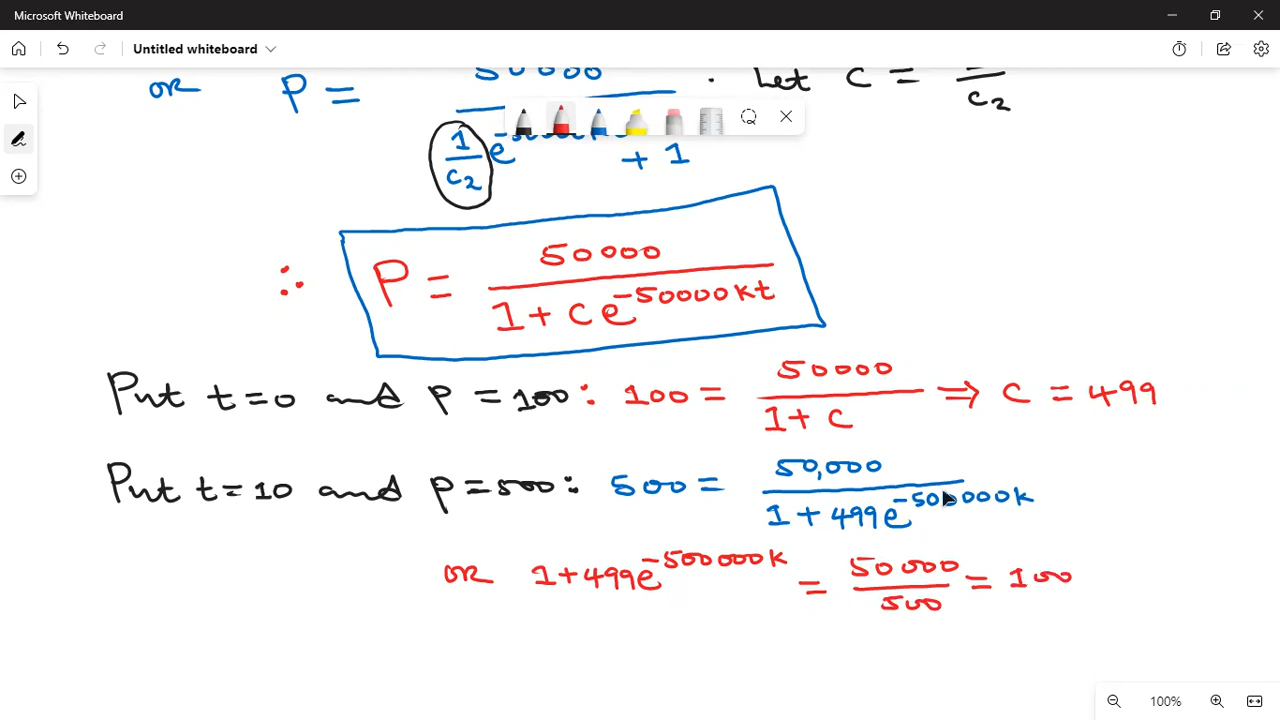 Microsoft Whiteboard
Untitled whiteboard
or P = 50000 / (1/c2 e + 1) . Let c = / c2
∴ P = 50000 / (1 + c e^-50000kt)
Put t=0 and p=100 : 100 = 50000 / (1 + c) ⇒ c = 499
Put t=10 and p=500 : 500 = 50,000 / (1 + 499e^-500000k)
or 1+499e^-500000k = 50000 / 500 = 100
100%